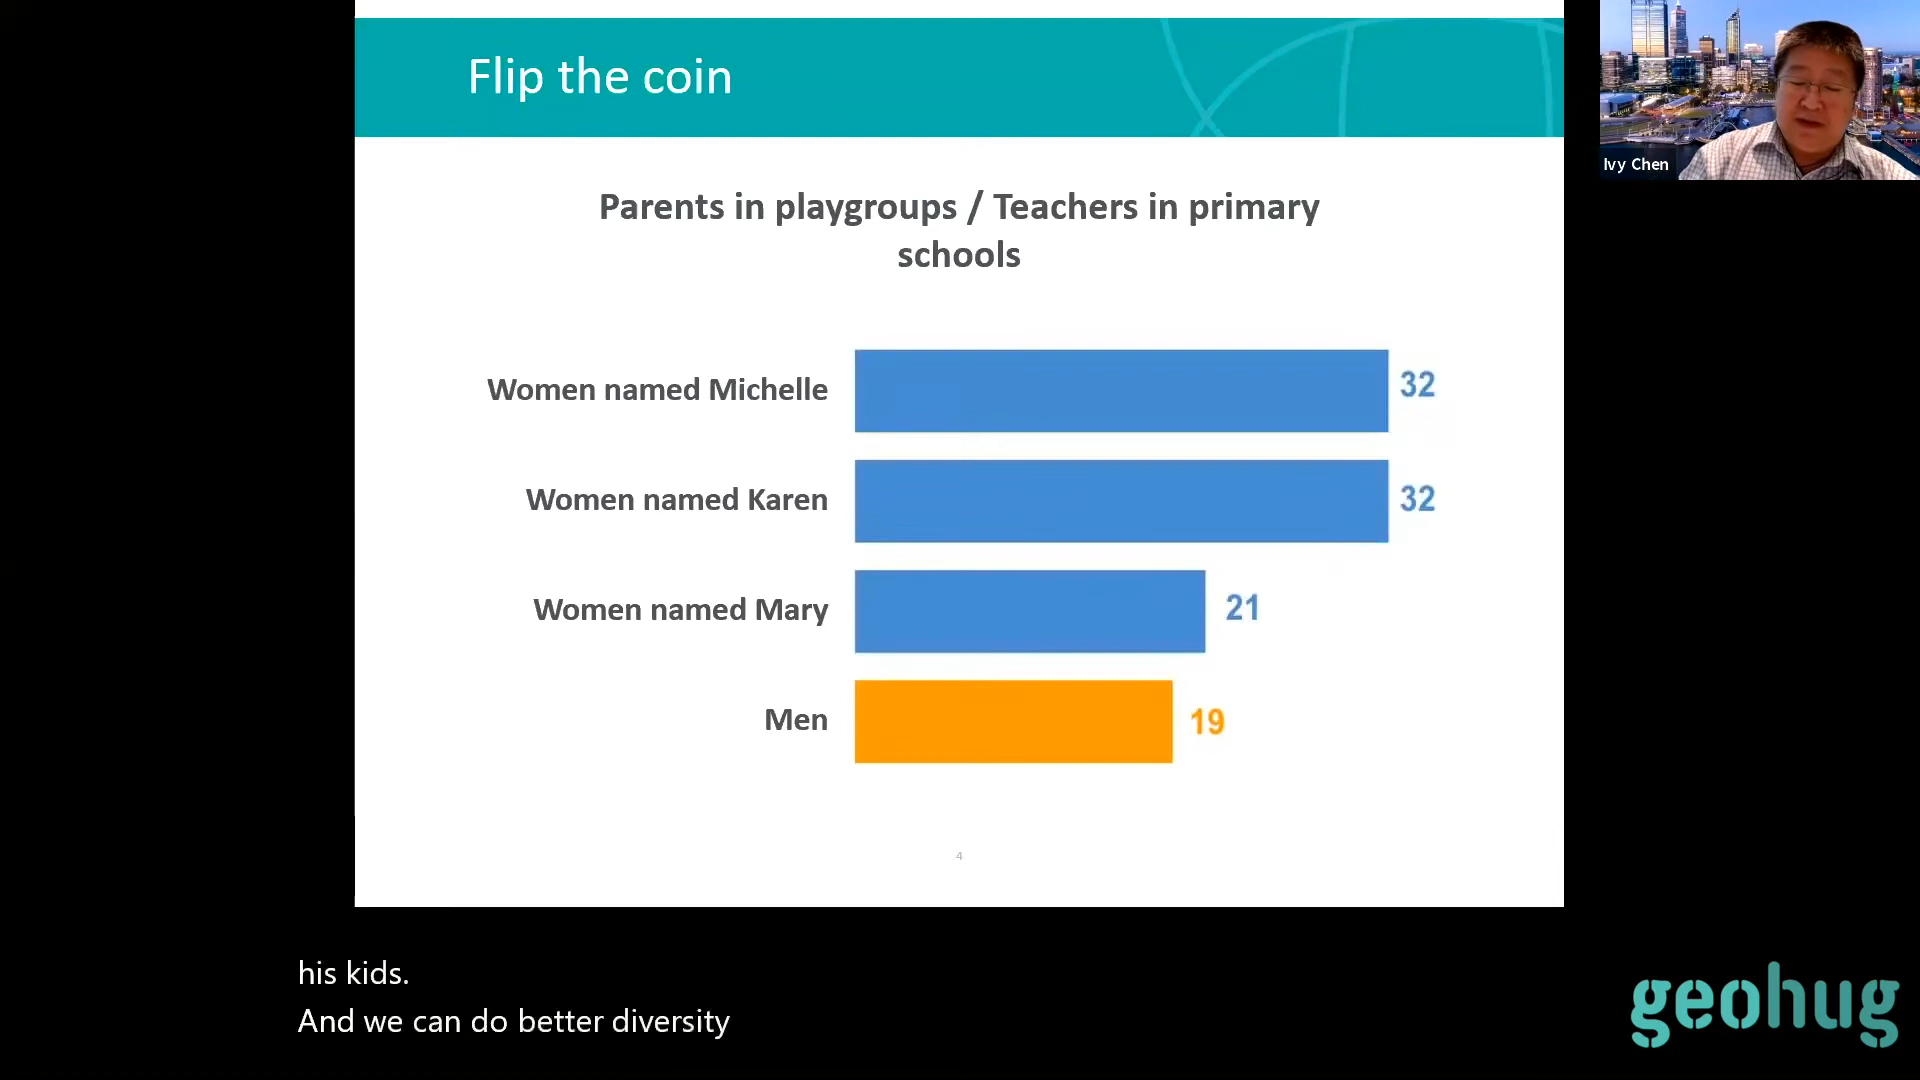 Flip the coin
Ivy Chen
Parents in playgroups / Teachers in primary
schools
Women named Michelle
32
Women named Karen
32
Women named Mary
21
Men
19
4
his kids.
And we can do better diversity
geohug